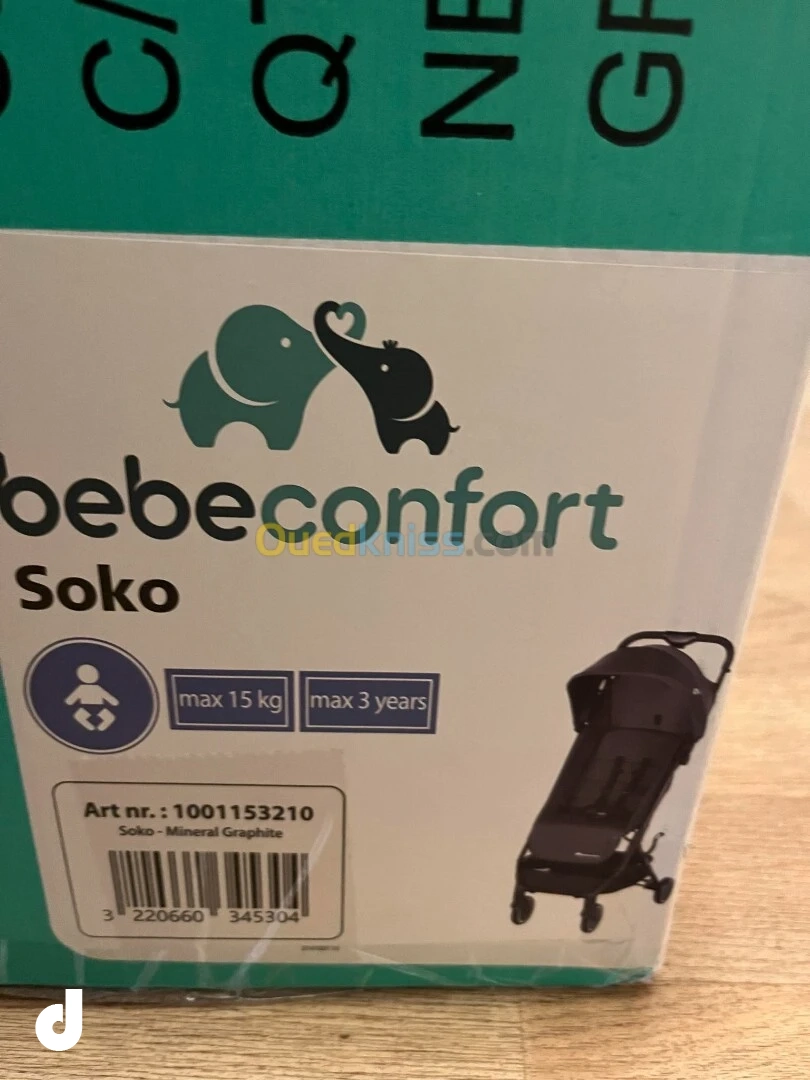 bebeconfort
Ouedkniss.com
Soko
max 15 kg
max 3 years
Art nr. : 1001153210
Soko - Mineral Graphite
3 220660 345304